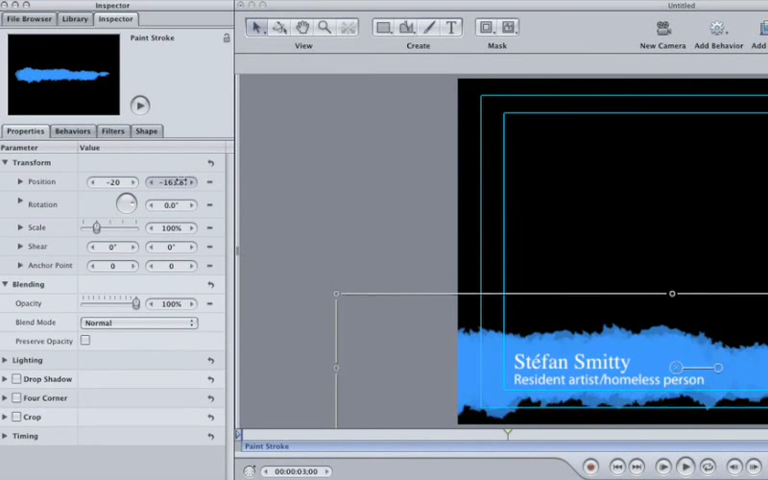 Inspector
Untitled
File Browser
Library
Inspector
Paint Stroke
View
Create
Mask
New Camera
Add Behavior
Add
Properties
Behaviors
Filters
Shape
Parameter
Value
Transform
Position
-20
Rotation
0.0°
Scale
100%
Shear
0°
0°
Anchor Point
0
0
Blending
Opacity
100%
Blend Mode
Normal
Preserve Opacity
Lighting
Drop Shadow
Four Corner
Crop
Timing
Stéfan Smitty
Resident artist/homeless person
Paint Stroke
00:00:03;00